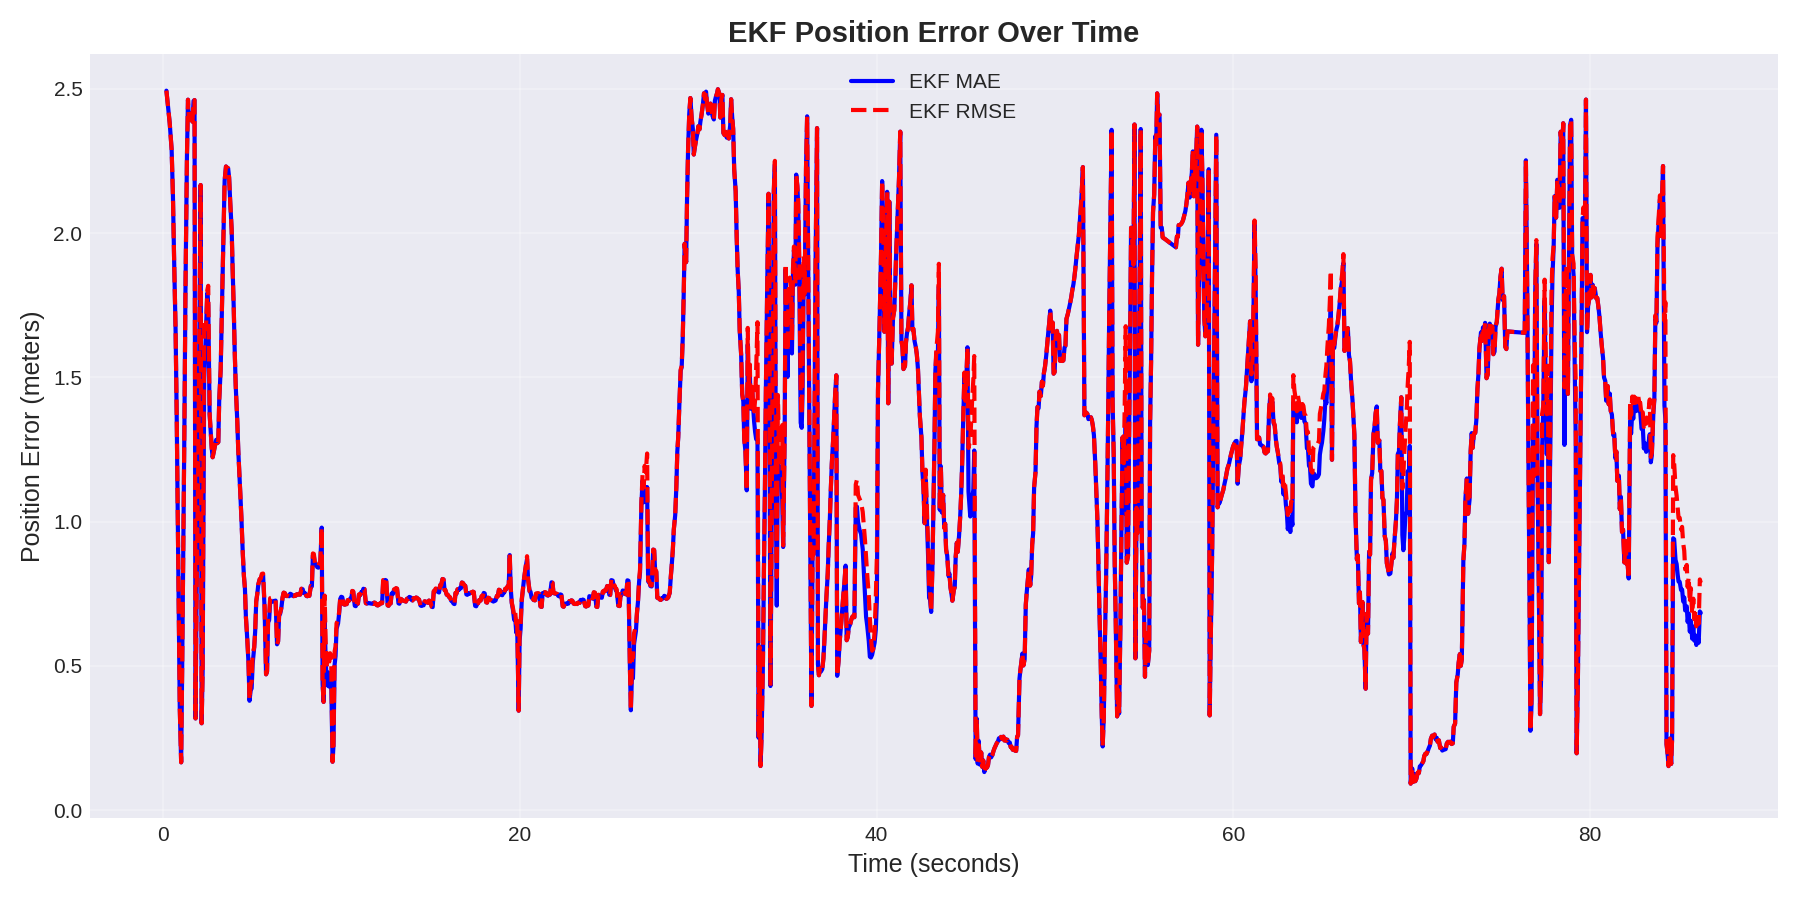 EKF Position Error Over Time
EKF MAE
EKF RMSE
Position Error (meters)
2.5
2.0
1.5
1.0
0.5
0.0
0 20 40 60 80
Time (seconds)